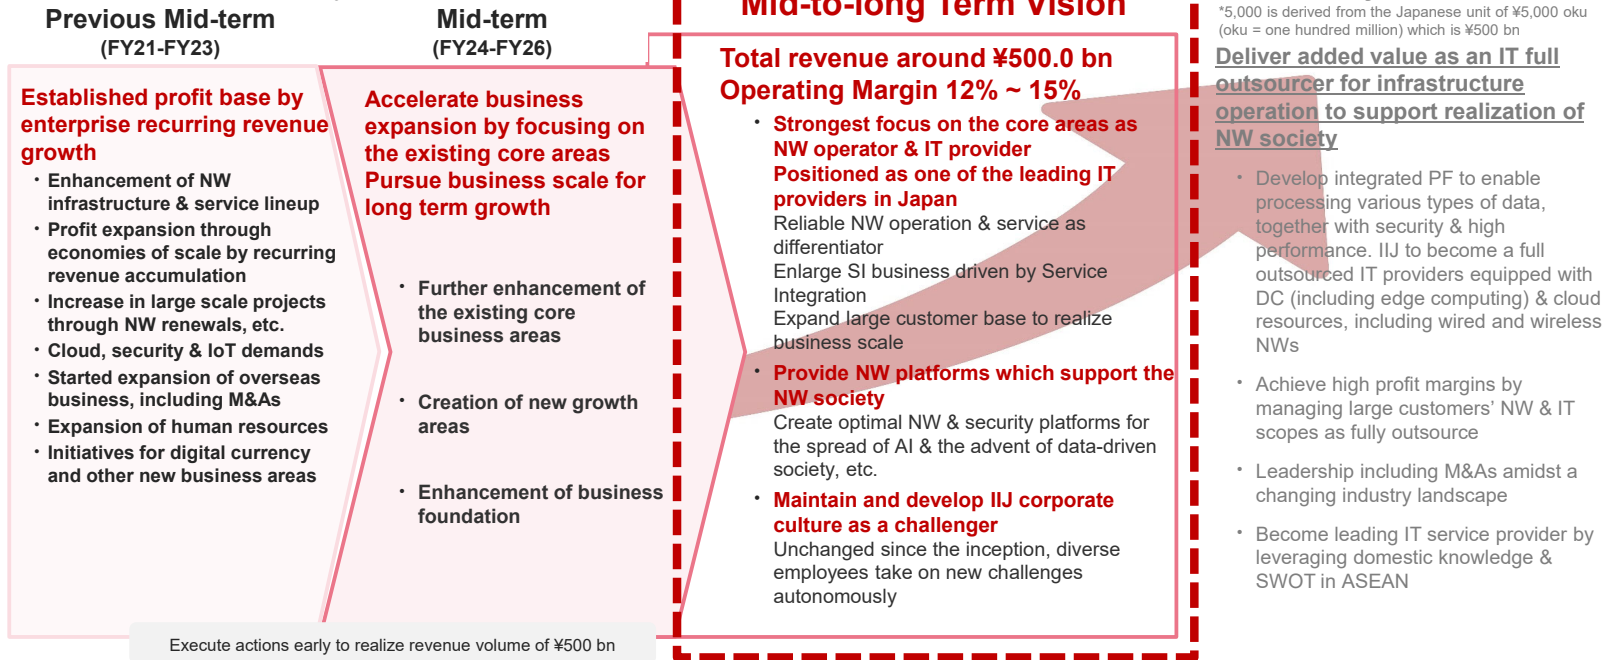 Previous Mid-term
(FY21-FY23)
Established profit base by
enterprise recurring revenue
growth
・Enhancement of NW
infrastructure & service lineup
・Profit expansion through
economies of scale by recurring
revenue accumulation
・Increase in large scale projects
through NW renewals, etc.
・Cloud, security & IoT demands
・Started expansion of overseas
business, including M&As
・Expansion of human resources
・Initiatives for digital currency
and other new business areas
Mid-term
(FY24-FY26)
Accelerate business
expansion by focusing on
the existing core areas
Pursue business scale for
long term growth
・Further enhancement of
the existing core
business areas
・Creation of new growth
areas
・Enhancement of business
foundation
Execute actions early to realize revenue volume of ¥500 bn
Mid-to-long Term Vision
Total revenue around ¥500.0 bn
Operating Margin 12% ~ 15%
・Strongest focus on the core areas as
NW operator & IT provider
Positioned as one of the leading IT
providers in Japan
Reliable NW operation & service as
differentiator
Enlarge SI business driven by Service
Integration
Expand large customer base to realize
business scale
・Provide NW platforms which support the
NW society
Create optimal NW & security platforms for
the spread of AI & the advent of data-driven
society, etc.
・Maintain and develop IIJ corporate
culture as a challenger
Unchanged since the inception, diverse
employees take on new challenges
autonomously
*5,000 is derived from the Japanese unit of ¥5,000 oku
(oku = one hundred million) which is ¥500 bn
Deliver added value as an IT full
outsourcer for infrastructure
operation to support realization of
NW society
・Develop integrated PF to enable
processing various types of data,
together with security & high
performance. IIJ to become a full
outsourced IT providers equipped with
DC (including edge computing) & cloud
resources, including wired and wireless
NWs
・Achieve high profit margins by
managing large customers’ NW & IT
scopes as fully outsource
・Leadership including M&As amidst a
changing industry landscape
・Become leading IT service provider by
leveraging domestic knowledge &
SWOT in ASEAN